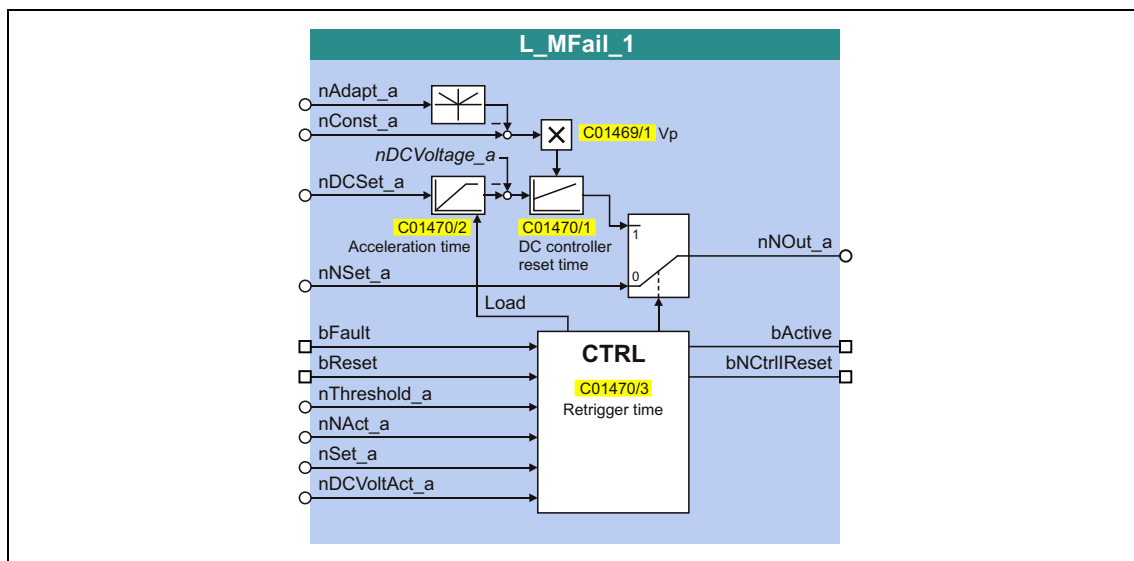 L_MFail_1
nAdapt_a
nConst_a
C01469/1 Vp
nDCVoltage_a
nDCSet_a
C01470/2
Acceleration time
C01470/1
DC controller
reset time
1
nNOut_a
nNSet_a
0
Load
bFault
CTRL
bActive
bReset
C01470/3
bNCtrlIReset
nThreshold_a
Retrigger time
nNAct_a
nSet_a
nDCVoltAct_a